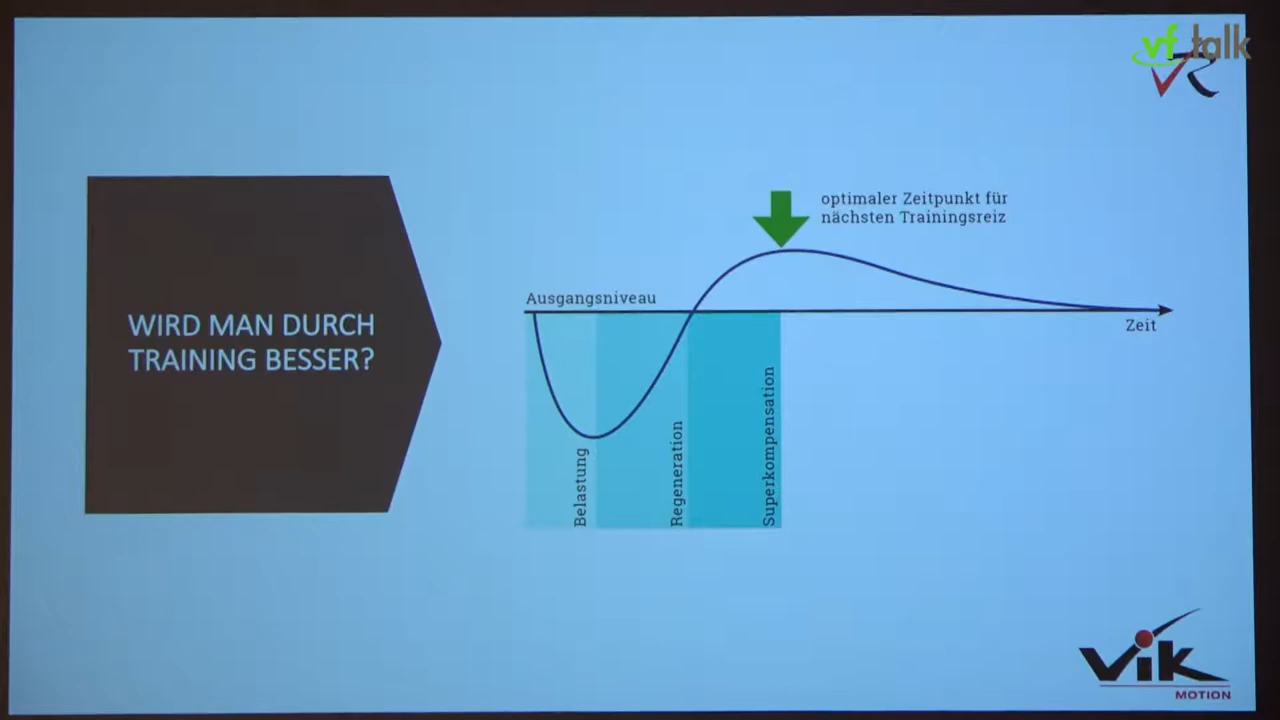 vf talk
VR
WIRD MAN DURCH
TRAINING BESSER?
optimaler Zeitpunkt für
nächsten Trainingsreiz
Ausgangsniveau
Zeit
Belastung
Regeneration
Superkompensation
vik
MOTION